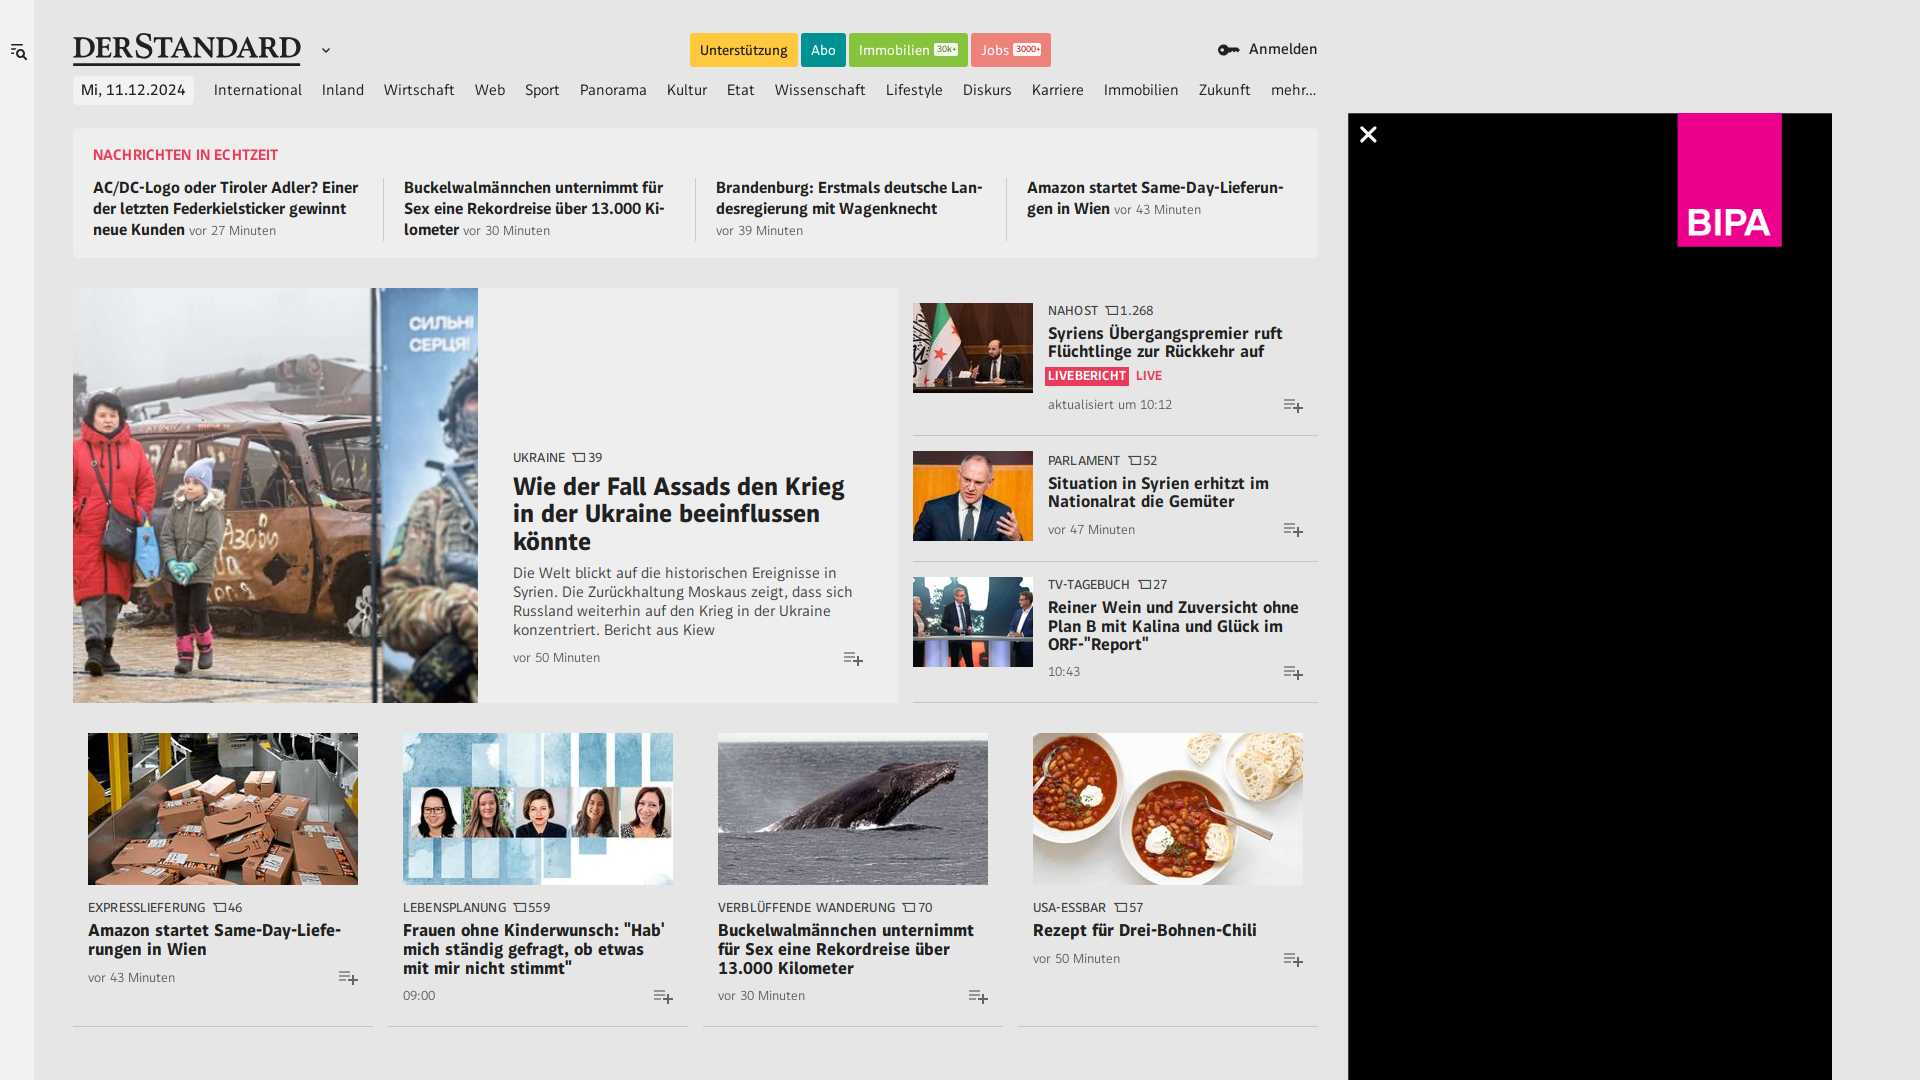 DERSTANDARD
Unterstützung
Abo
Immobilien 30k+
Jobs 3000+
Anmelden
Mi, 11.12.2024
International
Inland
Wirtschaft
Web
Sport
Panorama
Kultur
Etat
Wissenschaft
Lifestyle
Diskurs
Karriere
Immobilien
Zukunft
mehr...
NACHRICHTEN IN ECHTZEIT
AC/DC-Logo oder Tiroler Adler? Einer
der letzten Federkielsticker gewinnt
neue Kunden vor 27 Minuten
Buckelwalmännchen unternimmt für
Sex eine Rekordreise über 13.000 Ki-
lometer vor 30 Minuten
Brandenburg: Erstmals deutsche Lan-
desregierung mit Wagenknecht
vor 39 Minuten
Amazon startet Same-Day-Lieferun-
gen in Wien vor 43 Minuten
BIPA
СИЛЬНІ
СЕРЦЯ!
UKRAINE 39
Wie der Fall Assads den Krieg
in der Ukraine beeinflussen
könnte
Die Welt blickt auf die historischen Ereignisse in
Syrien. Die Zurückhaltung Moskaus zeigt, dass sich
Russland weiterhin auf den Krieg in der Ukraine
konzentriert. Bericht aus Kiew
vor 50 Minuten
NAHOST 1.268
Syriens Übergangspremier ruft
Flüchtlinge zur Rückkehr auf
LIVEBERICHT LIVE
aktualisiert um 10:12
PARLAMENT 52
Situation in Syrien erhitzt im
Nationalrat die Gemüter
vor 47 Minuten
TV-TAGEBUCH 27
Reiner Wein und Zuversicht ohne
Plan B mit Kalina und Glück im
ORF-"Report"
10:43
EXPRESSLIEFERUNG 46
Amazon startet Same-Day-Liefe-
rungen in Wien
vor 43 Minuten
LEBENSPLANUNG 559
Frauen ohne Kinderwunsch: "Hab'
mich ständig gefragt, ob etwas
mit mir nicht stimmt"
09:00
VERBLÜFFENDE WANDERUNG 70
Buckelwalmännchen unternimmt
für Sex eine Rekordreise über
13.000 Kilometer
vor 30 Minuten
USA-ESSBAR 57
Rezept für Drei-Bohnen-Chili
vor 50 Minuten